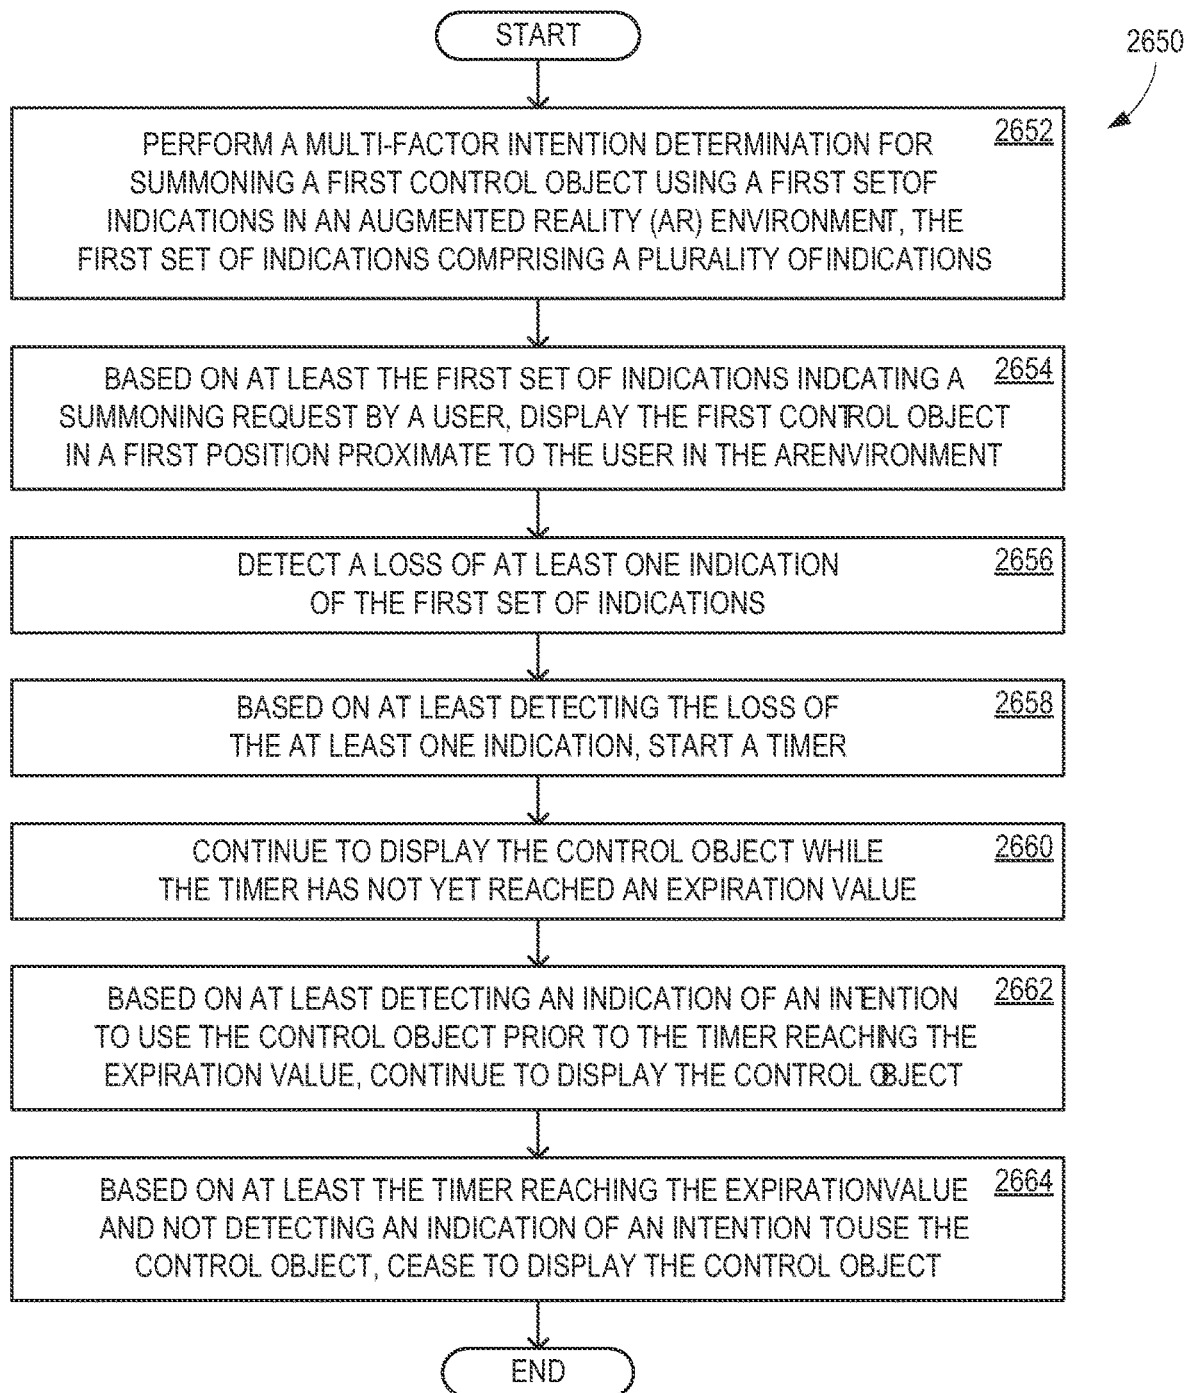 START
2650
2652
PERFORM A MULTI-FACTOR INTENTION DETERMINATION FOR
SUMMONING A FIRST CONTROL OBJECT USING A FIRST SETOF
INDICATIONS IN AN AUGMENTED REALITY (AR) ENVIRONMENT, THE
FIRST SET OF INDICATIONS COMPRISING A PLURALITY OFINDICATIONS
2654
BASED ON AT LEAST THE FIRST SET OF INDICATIONS INDICATING A
SUMMONING REQUEST BY A USER, DISPLAY THE FIRST CONTROL OBJECT
IN A FIRST POSITION PROXIMATE TO THE USER IN THE ARENVIRONMENT
2656
DETECT A LOSS OF AT LEAST ONE INDICATION
OF THE FIRST SET OF INDICATIONS
2658
BASED ON AT LEAST DETECTING THE LOSS OF
THE AT LEAST ONE INDICATION, START A TIMER
2660
CONTINUE TO DISPLAY THE CONTROL OBJECT WHILE
THE TIMER HAS NOT YET REACHED AN EXPIRATION VALUE
2662
BASED ON AT LEAST DETECTING AN INDICATION OF AN INTENTION
TO USE THE CONTROL OBJECT PRIOR TO THE TIMER REACHING THE
EXPIRATION VALUE, CONTINUE TO DISPLAY THE CONTROL OBJECT
2664
BASED ON AT LEAST THE TIMER REACHING THE EXPIRATIONVALUE
AND NOT DETECTING AN INDICATION OF AN INTENTION TOUSE THE
CONTROL OBJECT, CEASE TO DISPLAY THE CONTROL OBJECT
END